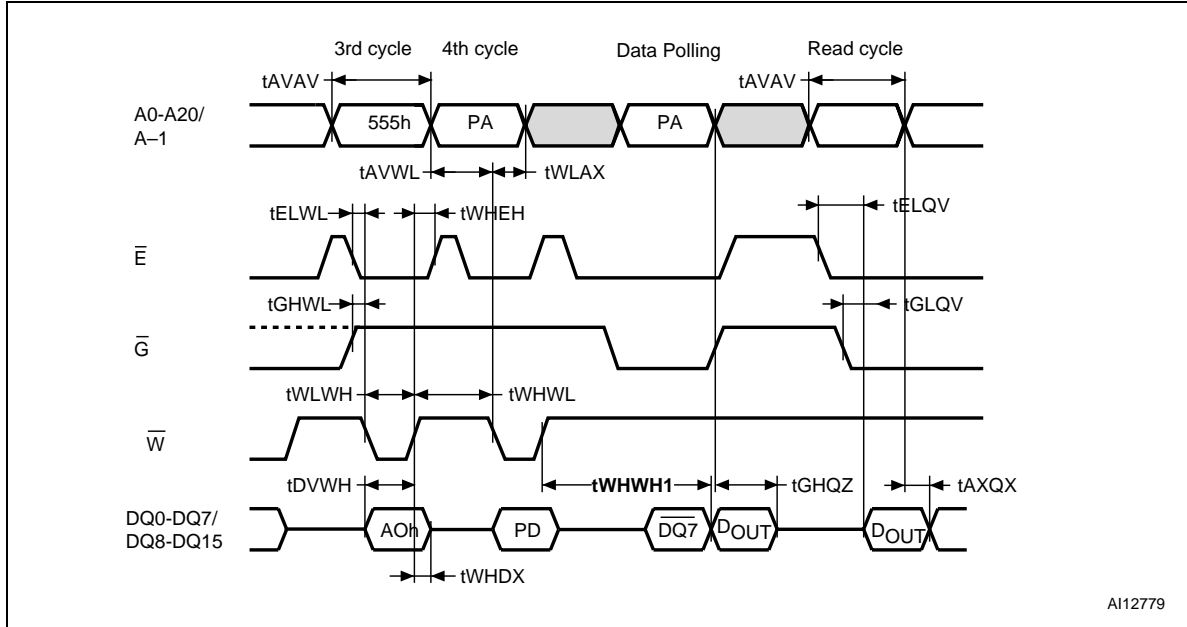 3rd cycle 4th cycle Data Polling Read cycle
tAVAV tAVAV
A0-A20/
A–1
555h PA PA
tAVWL tWLAX
tELWL tWHEH tELQV
E̅
tGHWL tGLQV
G̅
tWLWH tWHWL
W̅
tDVWH tWHWH1 tGHQZ tAXQX
DQ0-DQ7/
DQ8-DQ15
AOh PD D̅Q̅7̅ DOUT DOUT
tWHDX
AI12779